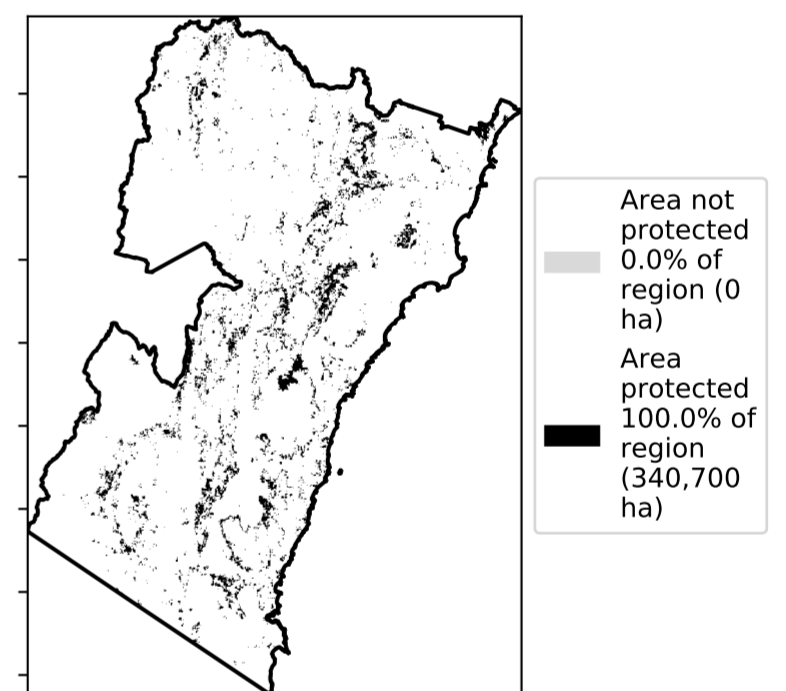 Area not
protected
0.0% of
region (0
ha)
Area
protected
100.0% of
region
(340,700
ha)